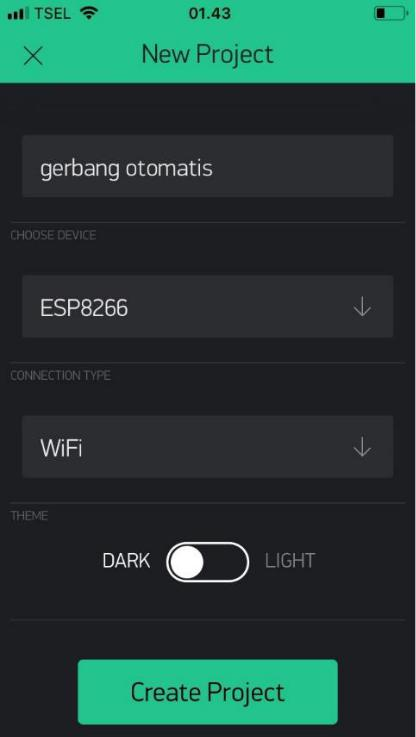 TSEL 01.43
New Project
gerbang otomatis
CHOOSE DEVICE
ESP8266
CONNECTION TYPE
WiFi
THEME
DARK LIGHT
Create Project